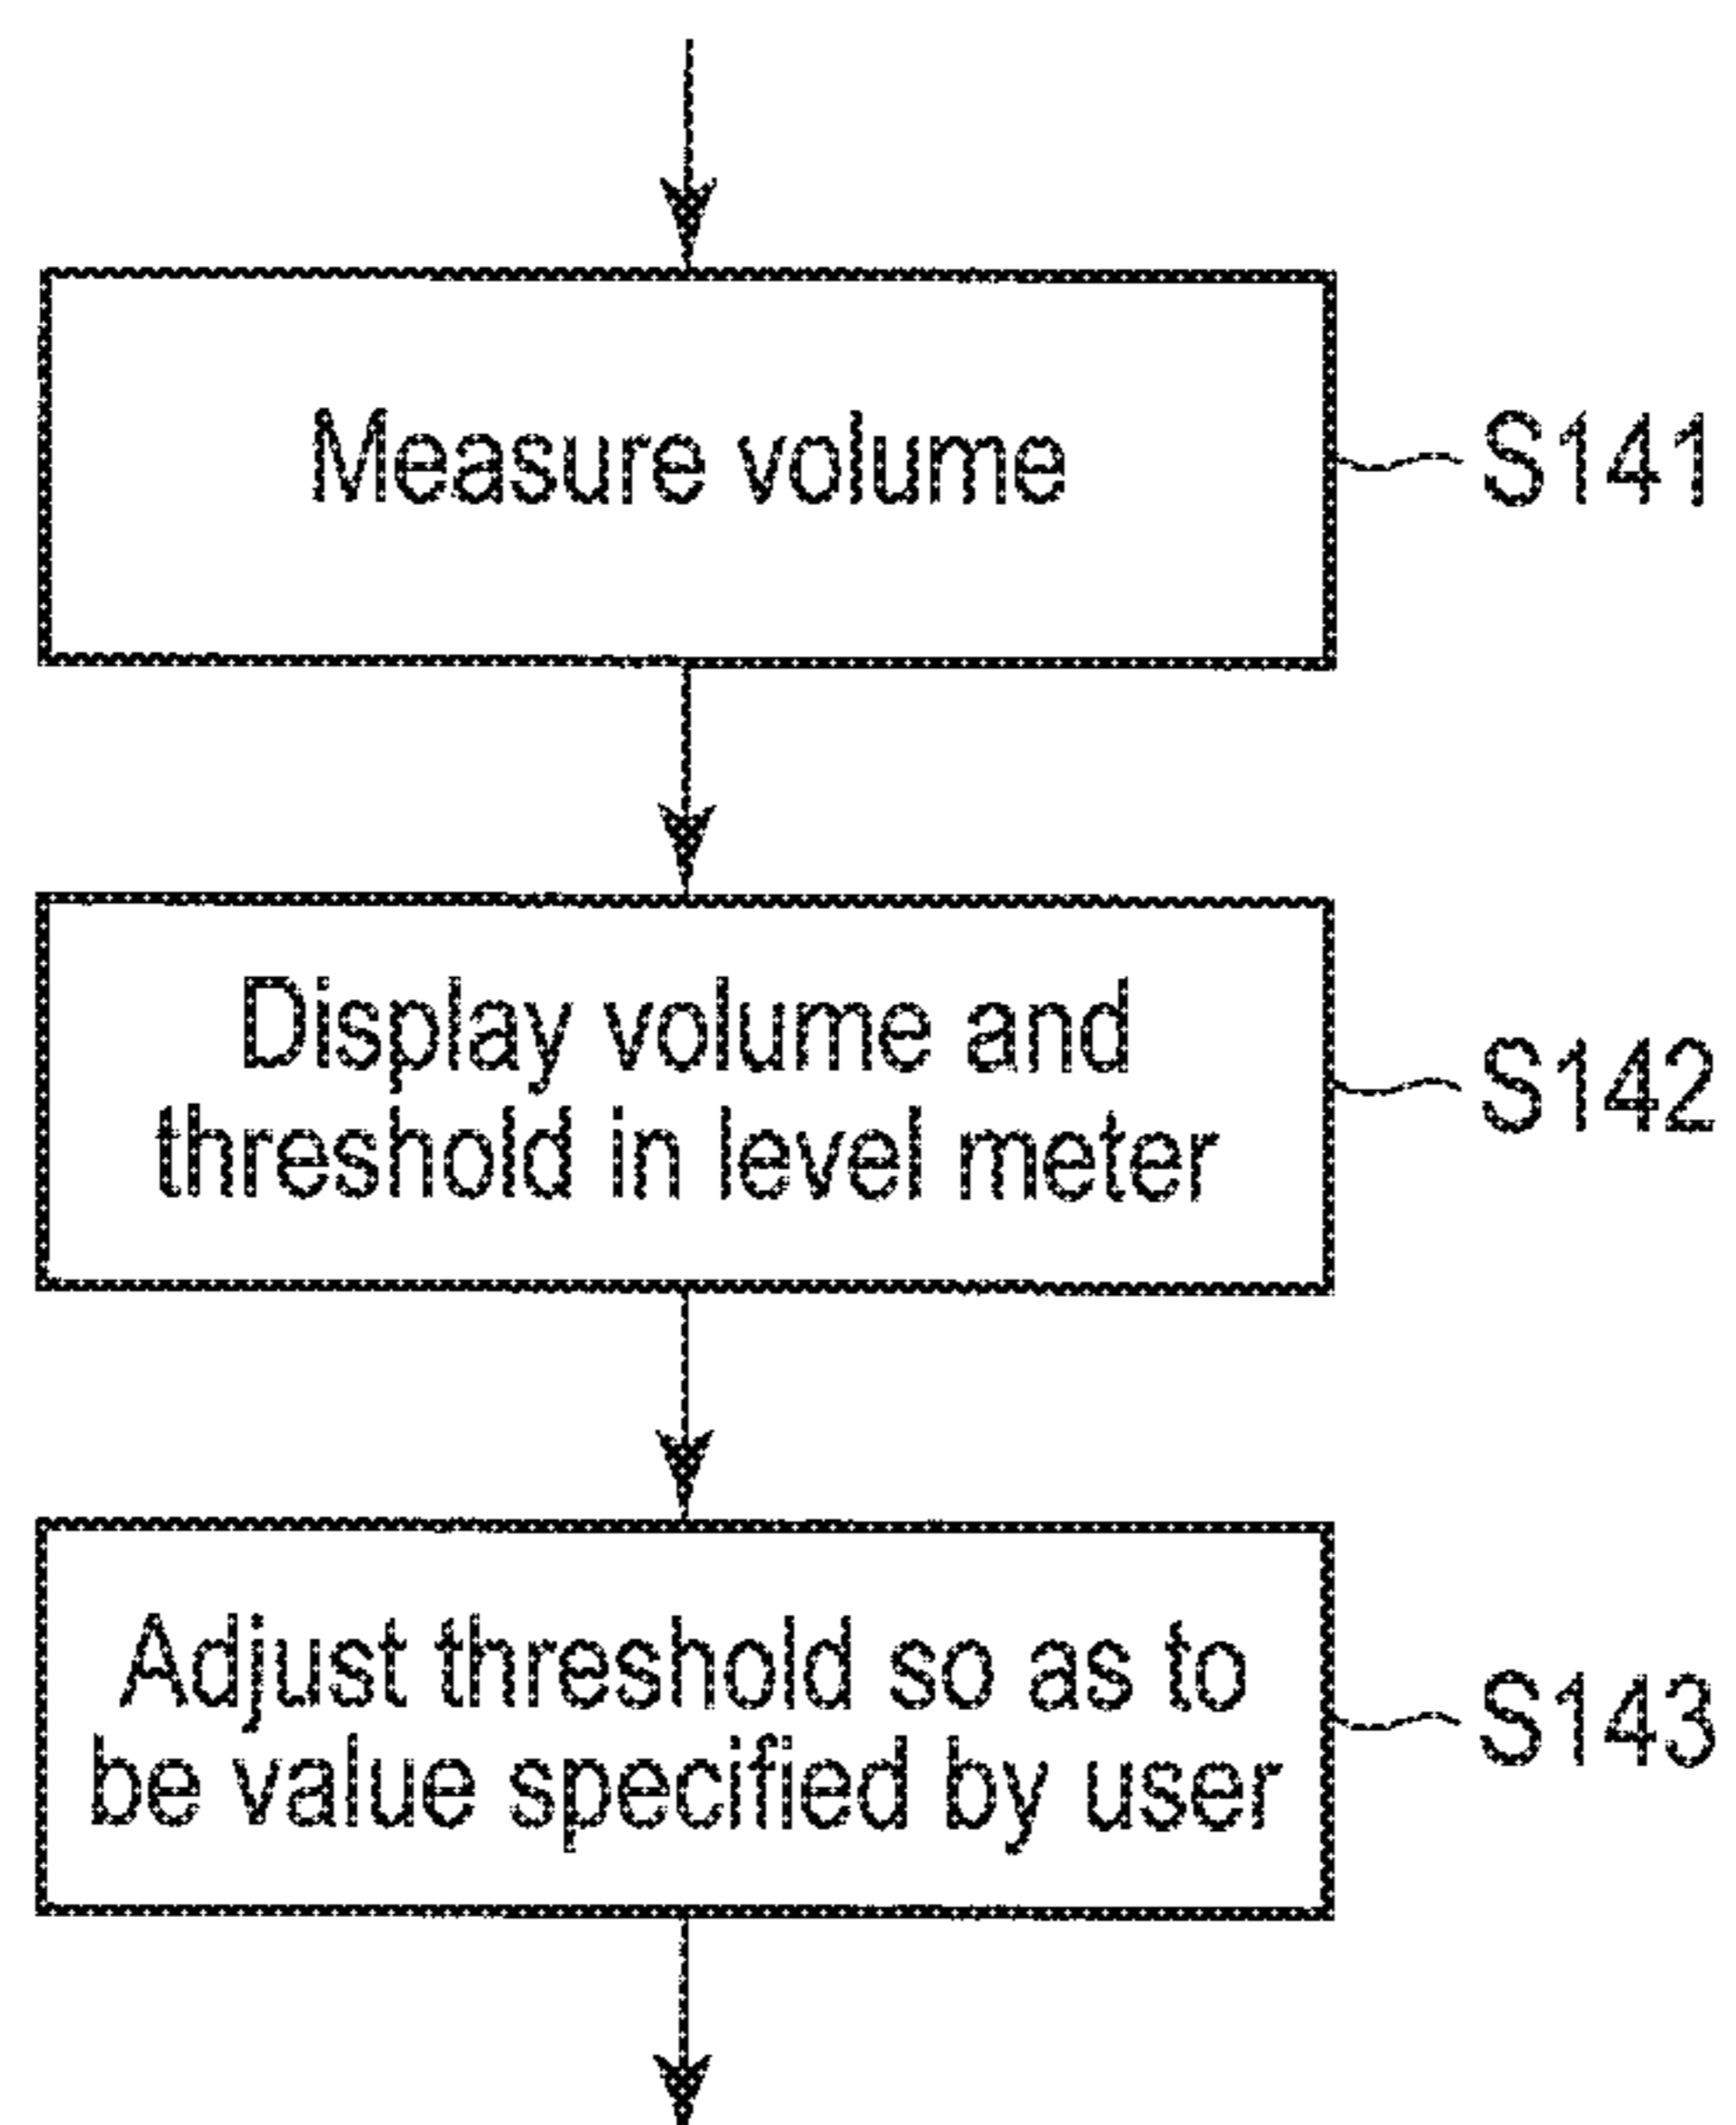 Measure volume
S141
Display volume and
threshold in level meter
S142
Adjust threshold so as to
be value specified by user
S143